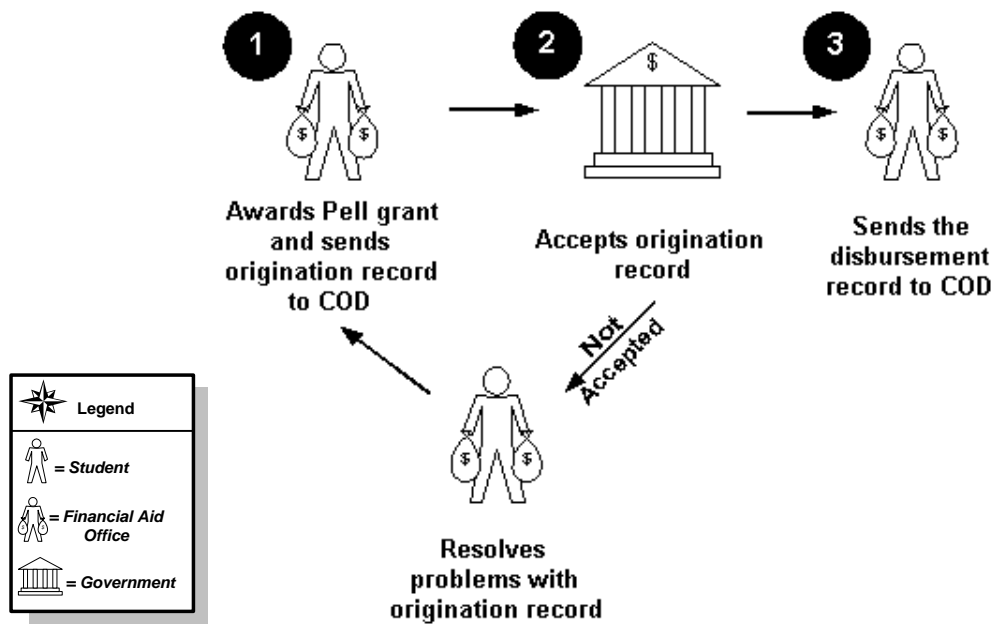 1
2
3
$
$ $
$ $
Awards Pell grant
and sends
origination record
to COD
Accepts origination
record
Sends the
disbursement
record to COD
Not
Accepted
$ $
Resolves
problems with
origination record
Legend
= Student
= Financial Aid
Office
= Government